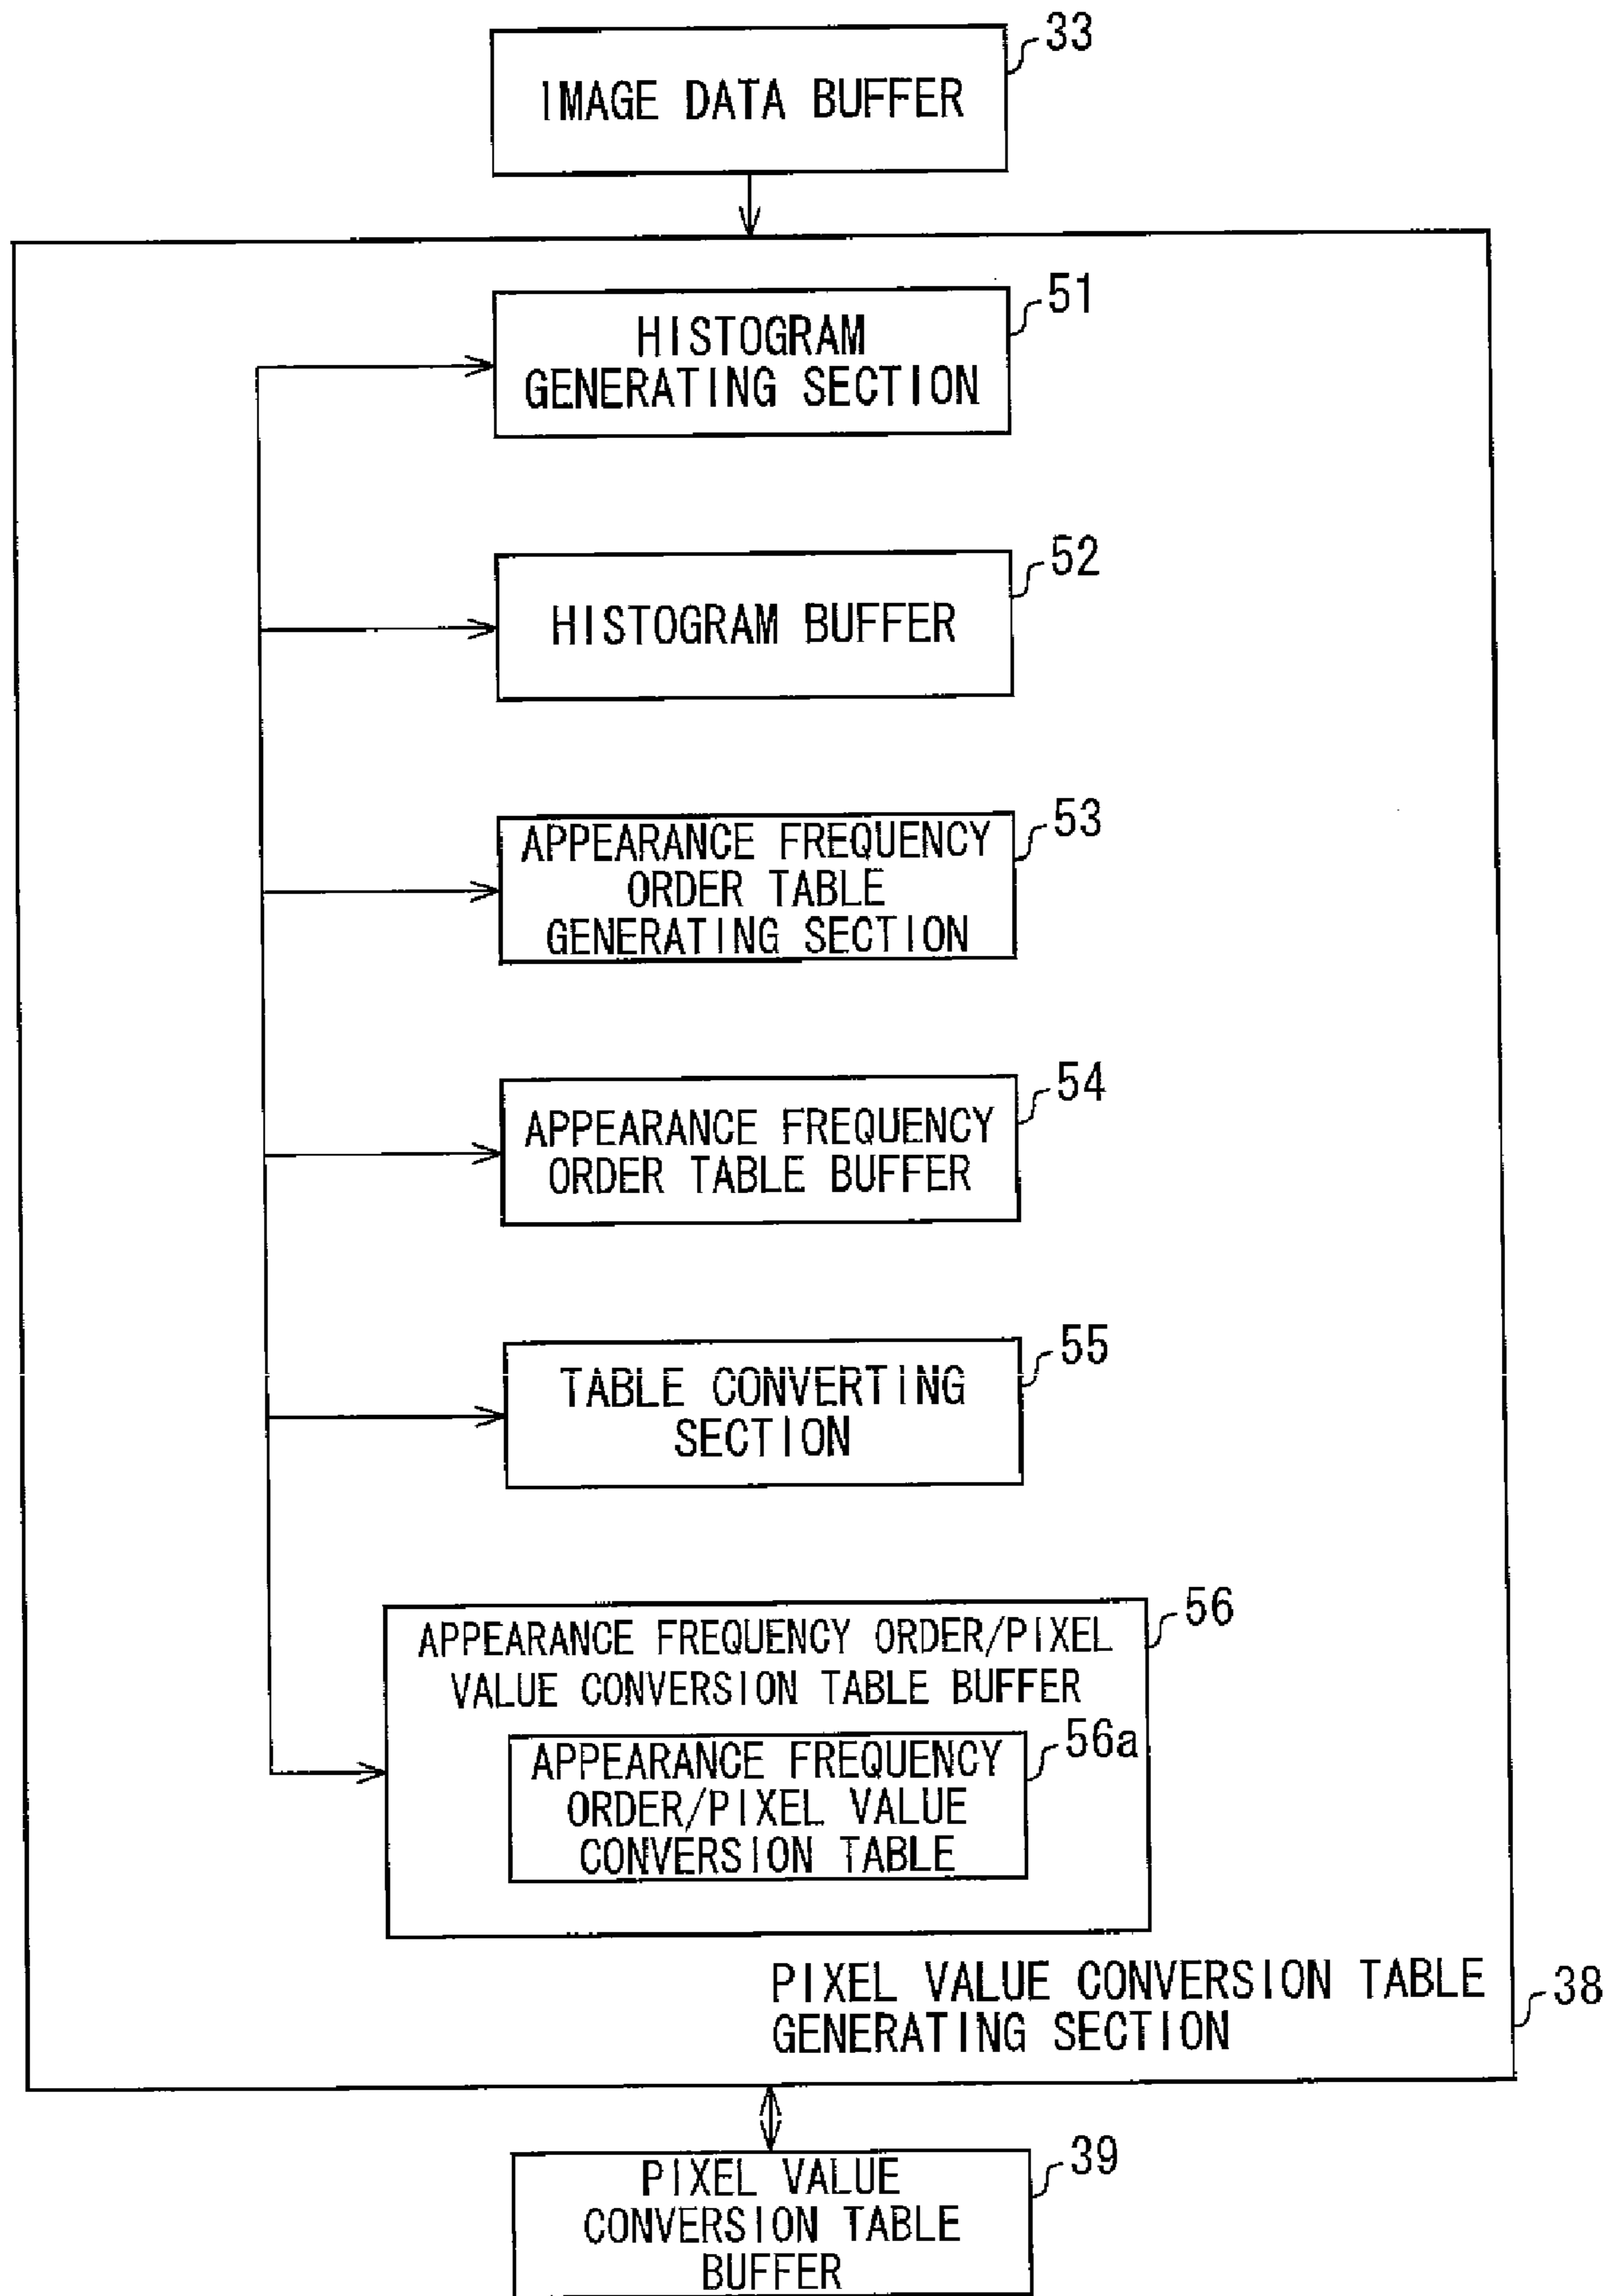 33
IMAGE DATA BUFFER
51
HISTOGRAM
GENERATING SECTION
52
HISTOGRAM BUFFER
53
APPEARANCE FREQUENCY
ORDER TABLE
GENERATING SECTION
54
APPEARANCE FREQUENCY
ORDER TABLE BUFFER
55
TABLE CONVERTING
SECTION
56
APPEARANCE FREQUENCY ORDER/PIXEL
VALUE CONVERSION TABLE BUFFER
56a
APPEARANCE FREQUENCY
ORDER/PIXEL VALUE
CONVERSION TABLE
PIXEL VALUE CONVERSION TABLE
GENERATING SECTION
38
39
PIXEL VALUE
CONVERSION TABLE
BUFFER